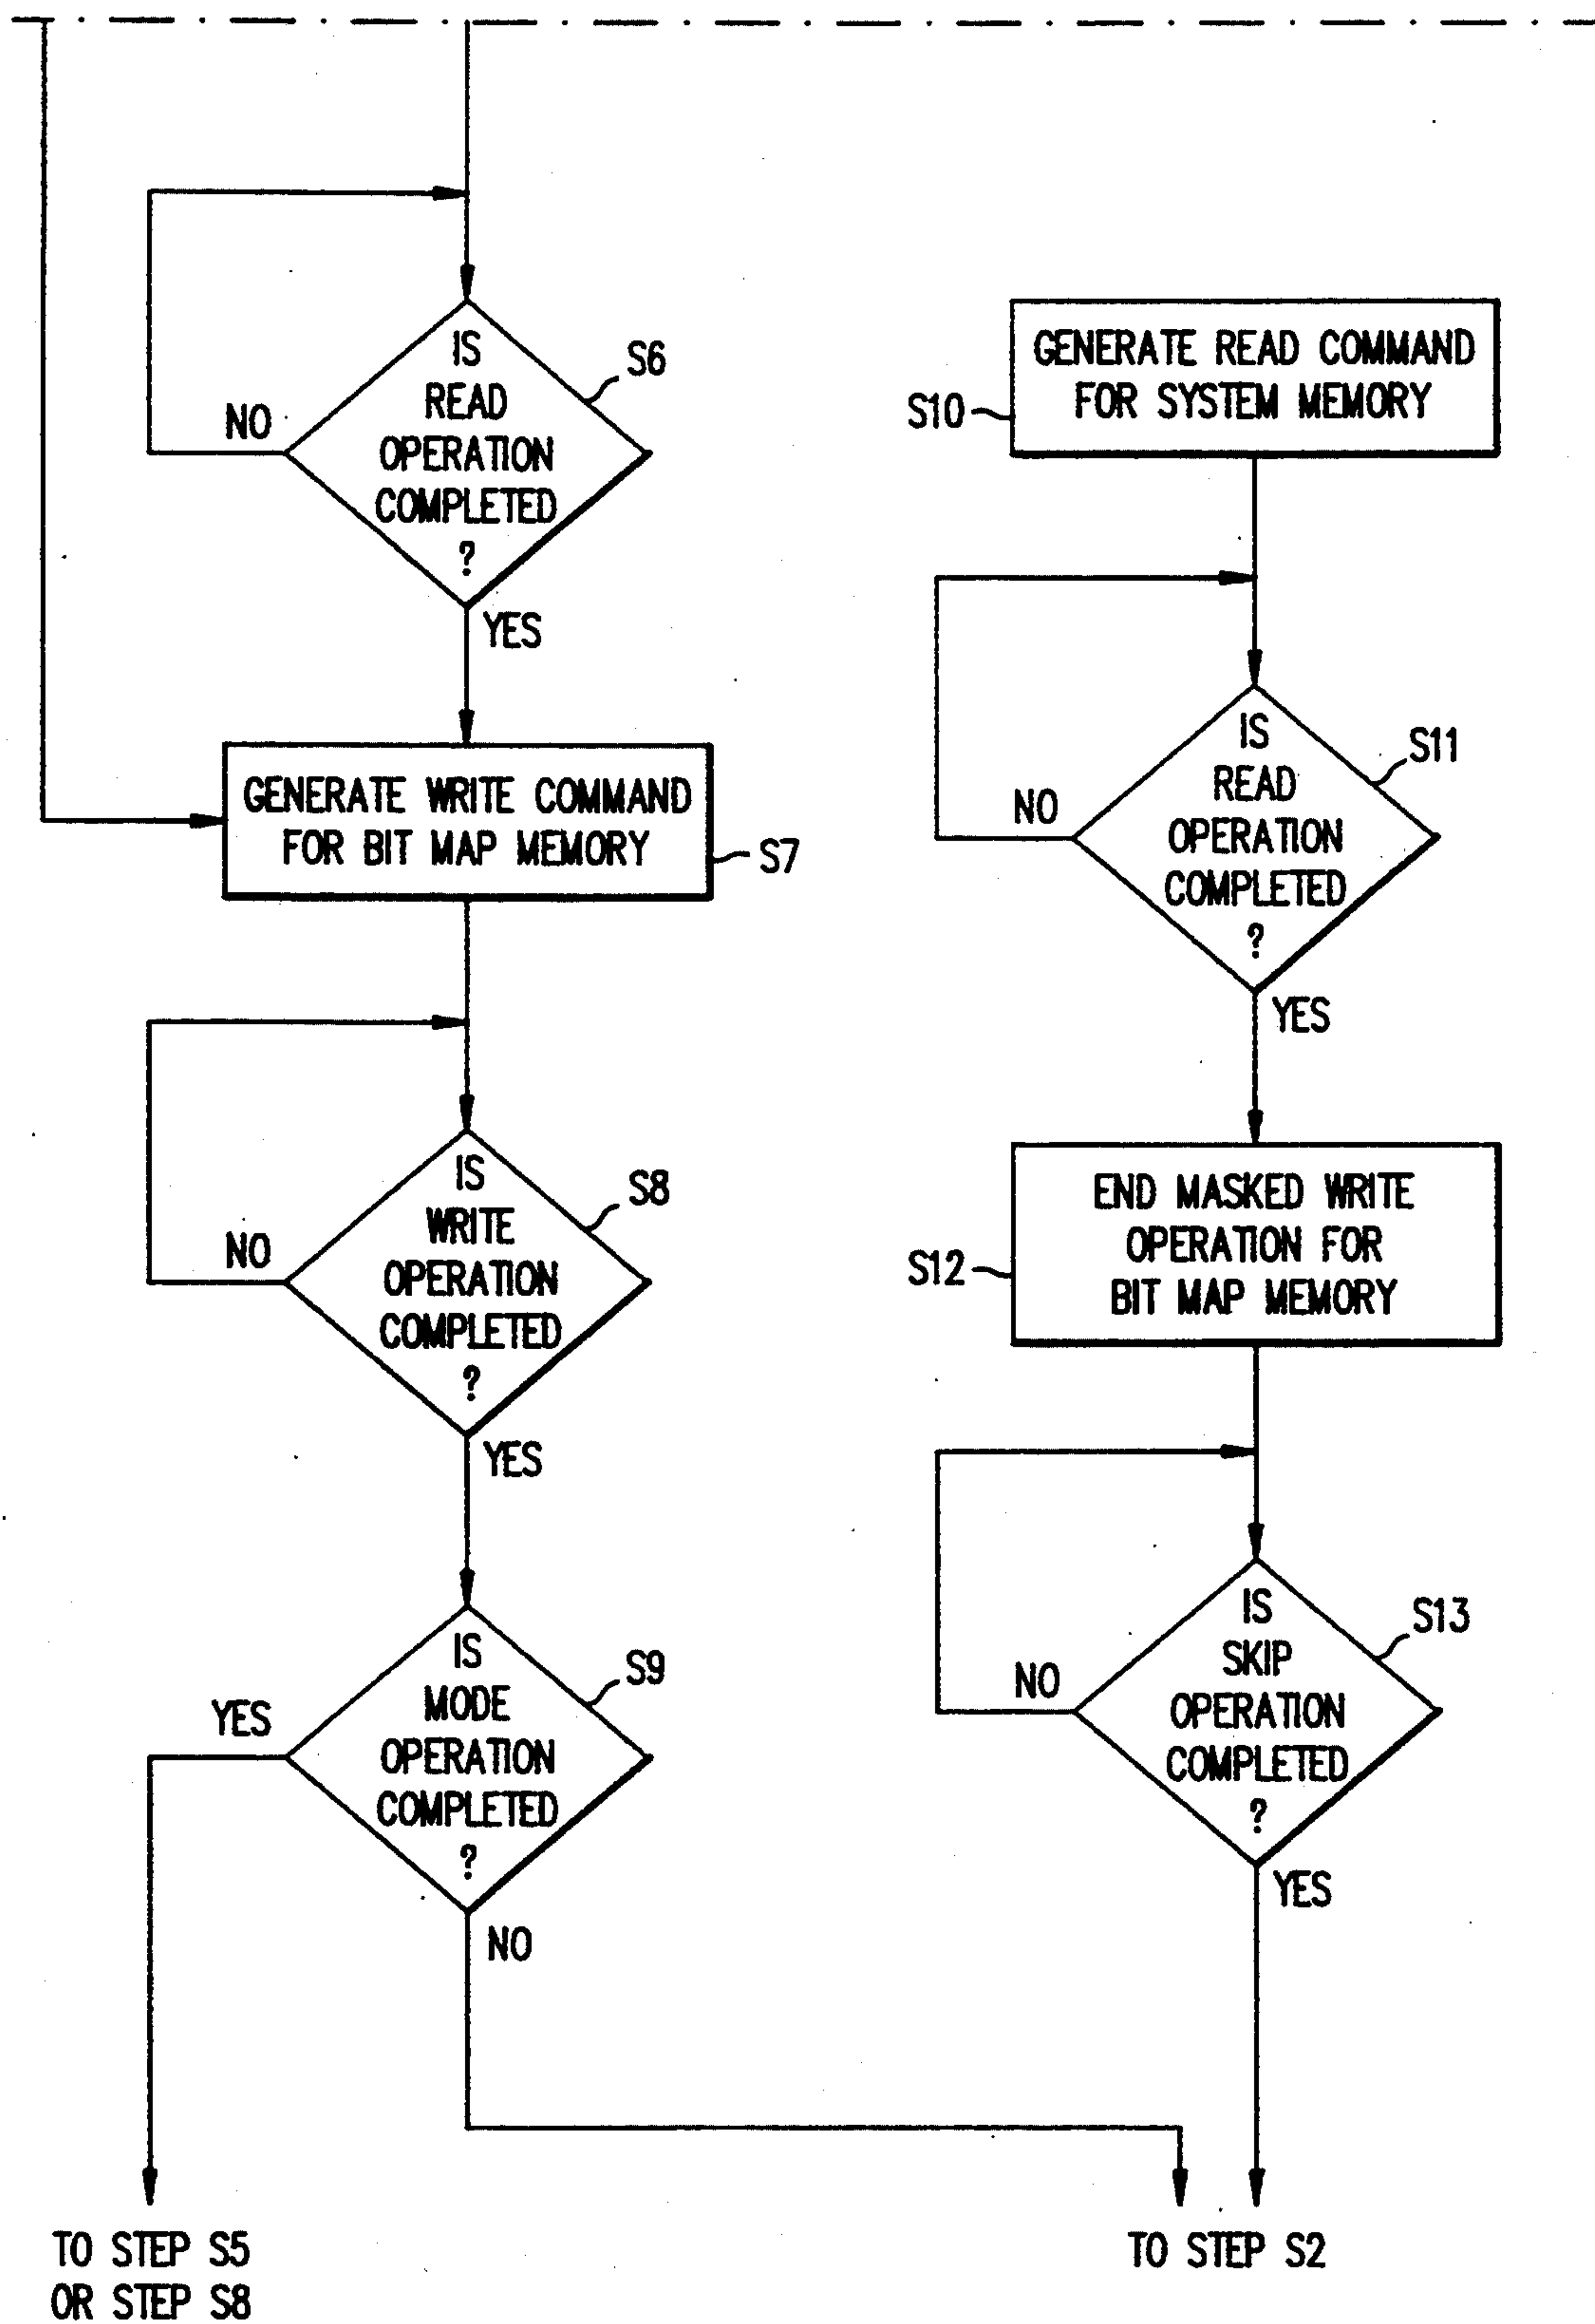 IS
READ
OPERATION
COMPLETED
?
S6
NO
YES
GENERATE WRITE COMMAND
FOR BIT MAP MEMORY
S7
IS
WRITE
OPERATION
COMPLETED
?
S8
NO
YES
IS
MODE
OPERATION
COMPLETED
?
S9
YES
NO
TO STEP S5
OR STEP S8
GENERATE READ COMMAND
FOR SYSTEM MEMORY
S10
IS
READ
OPERATION
COMPLETED
?
S11
NO
YES
END MASKED WRITE
OPERATION FOR
BIT MAP MEMORY
S12
IS
SKIP
OPERATION
COMPLETED
?
S13
NO
YES
TO STEP S2